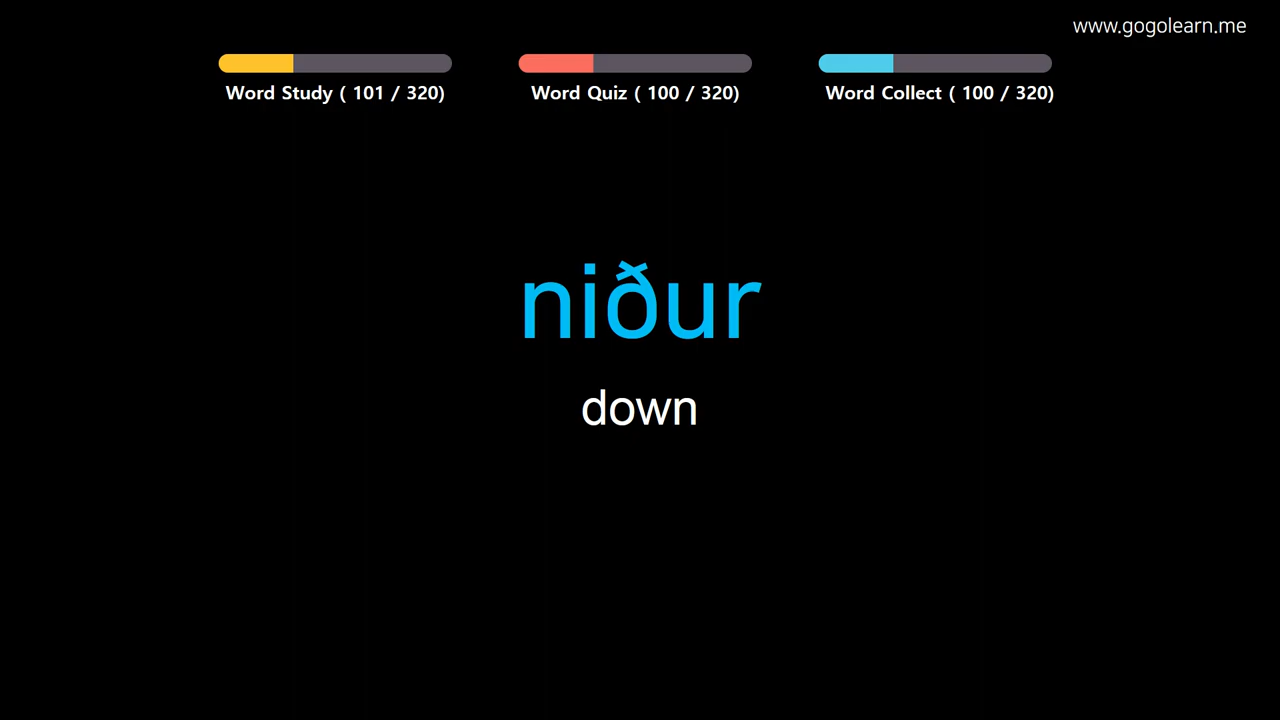 www.gogolearn.me
Word Study ( 101 / 320)
Word Quiz ( 100 / 320)
Word Collect ( 100 / 320)
niður
down